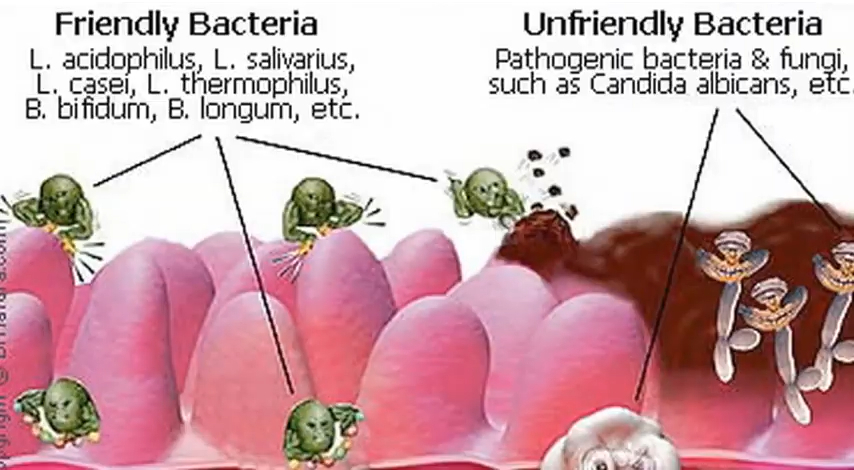 Friendly Bacteria
L. acidophilus, L. salivarius,
L. casei, L. thermophilus,
B. bifidum, B. longum, etc.
Unfriendly Bacteria
Pathogenic bacteria & fungi,
such as Candida albicans, etc.